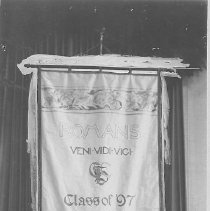 ROMANS
VENI·VIDI·VICI·
Class of '97